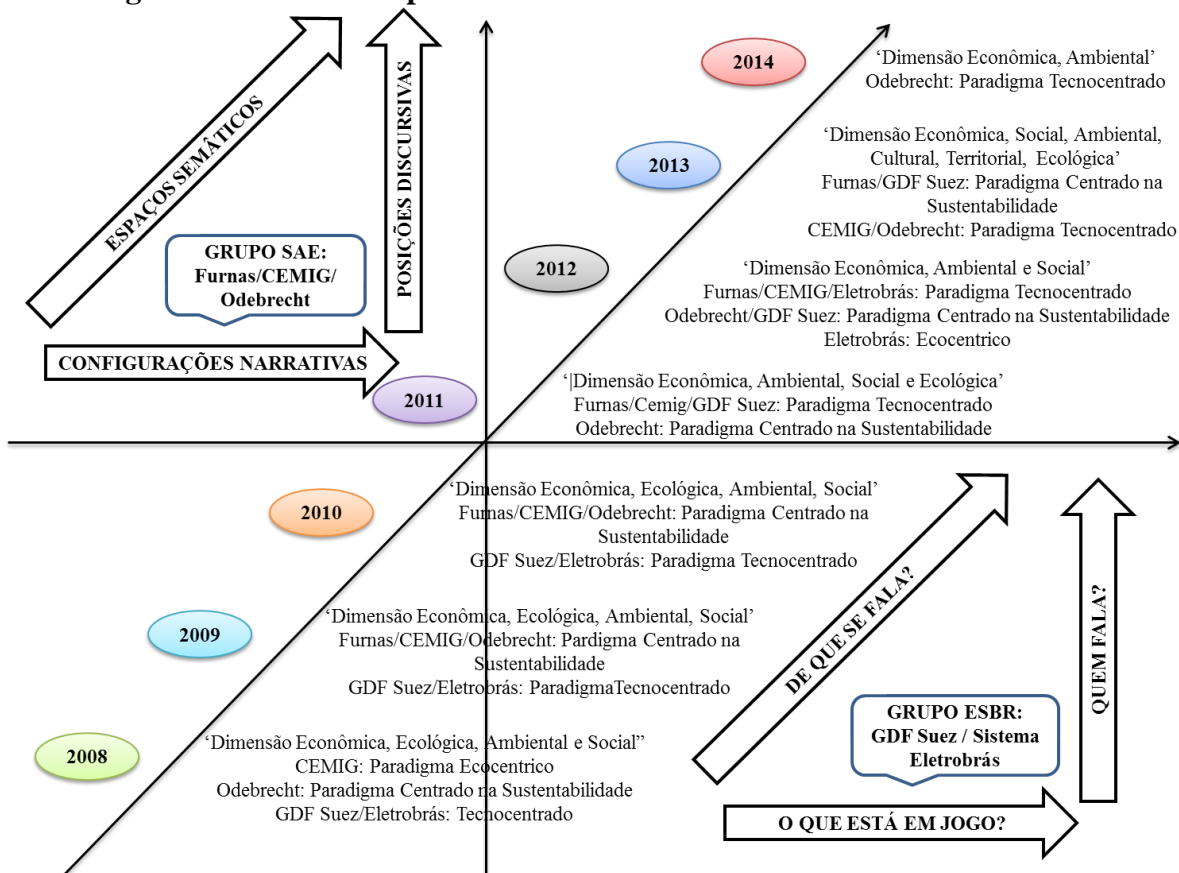 ESPAÇOS SEMÂTICOS
POSIÇÕES DISCURSIVAS
GRUPO SAE:
Furnas/CEMIG/
Odebrecht
CONFIGURAÇÕES NARRATIVAS
2014
‘Dimensão Econômica, Ambiental’
Odebrecht: Paradigma Tecnocentrado
2013
‘Dimensão Econômica, Social, Ambiental,
Cultural, Territorial, Ecológica’
Furnas/GDF Suez: Paradigma Centrado na
Sustentabilidade
CEMIG/Odebrecht: Paradigma Tecnocentrado
2012
‘Dimensão Econômica, Ambiental e Social’
Furnas/CEMIG/Eletrobrás: Paradigma Tecnocentrado
Odebrecht/GDF Suez: Paradigma Centrado na Sustentabilidade
Eletrobrás: Ecocentrico
2011
‘|Dimensão Econômica, Ambiental, Social e Ecológica’
Furnas/Cemig/GDF Suez: Paradigma Tecnocentrado
Odebrecht: Paradigma Centrado na Sustentabilidade
2010
‘Dimensão Econômica, Ecológica, Ambiental, Social’
Furnas/CEMIG/Odebrecht: Paradigma Centrado na
Sustentabilidade
GDF Suez/Eletrobrás: Paradigma Tecnocentrado
2009
‘Dimensão Econômica, Ecológica, Ambiental, Social’
Furnas/CEMIG/Odebrecht: Pardigma Centrado na
Sustentabilidade
GDF Suez/Eletrobrás: ParadigmaTecnocentrado
2008
‘Dimensão Econômica, Ecológica, Ambiental e Social”
CEMIG: Paradigma Ecocentrico
Odebrecht: Paradigma Centrado na Sustentabilidade
GDF Suez/Eletrobrás: Tecnocentrado
DE QUE SE FALA?
QUEM FALA?
GRUPO ESBR:
GDF Suez / Sistema
Eletrobrás
O QUE ESTÁ EM JOGO?